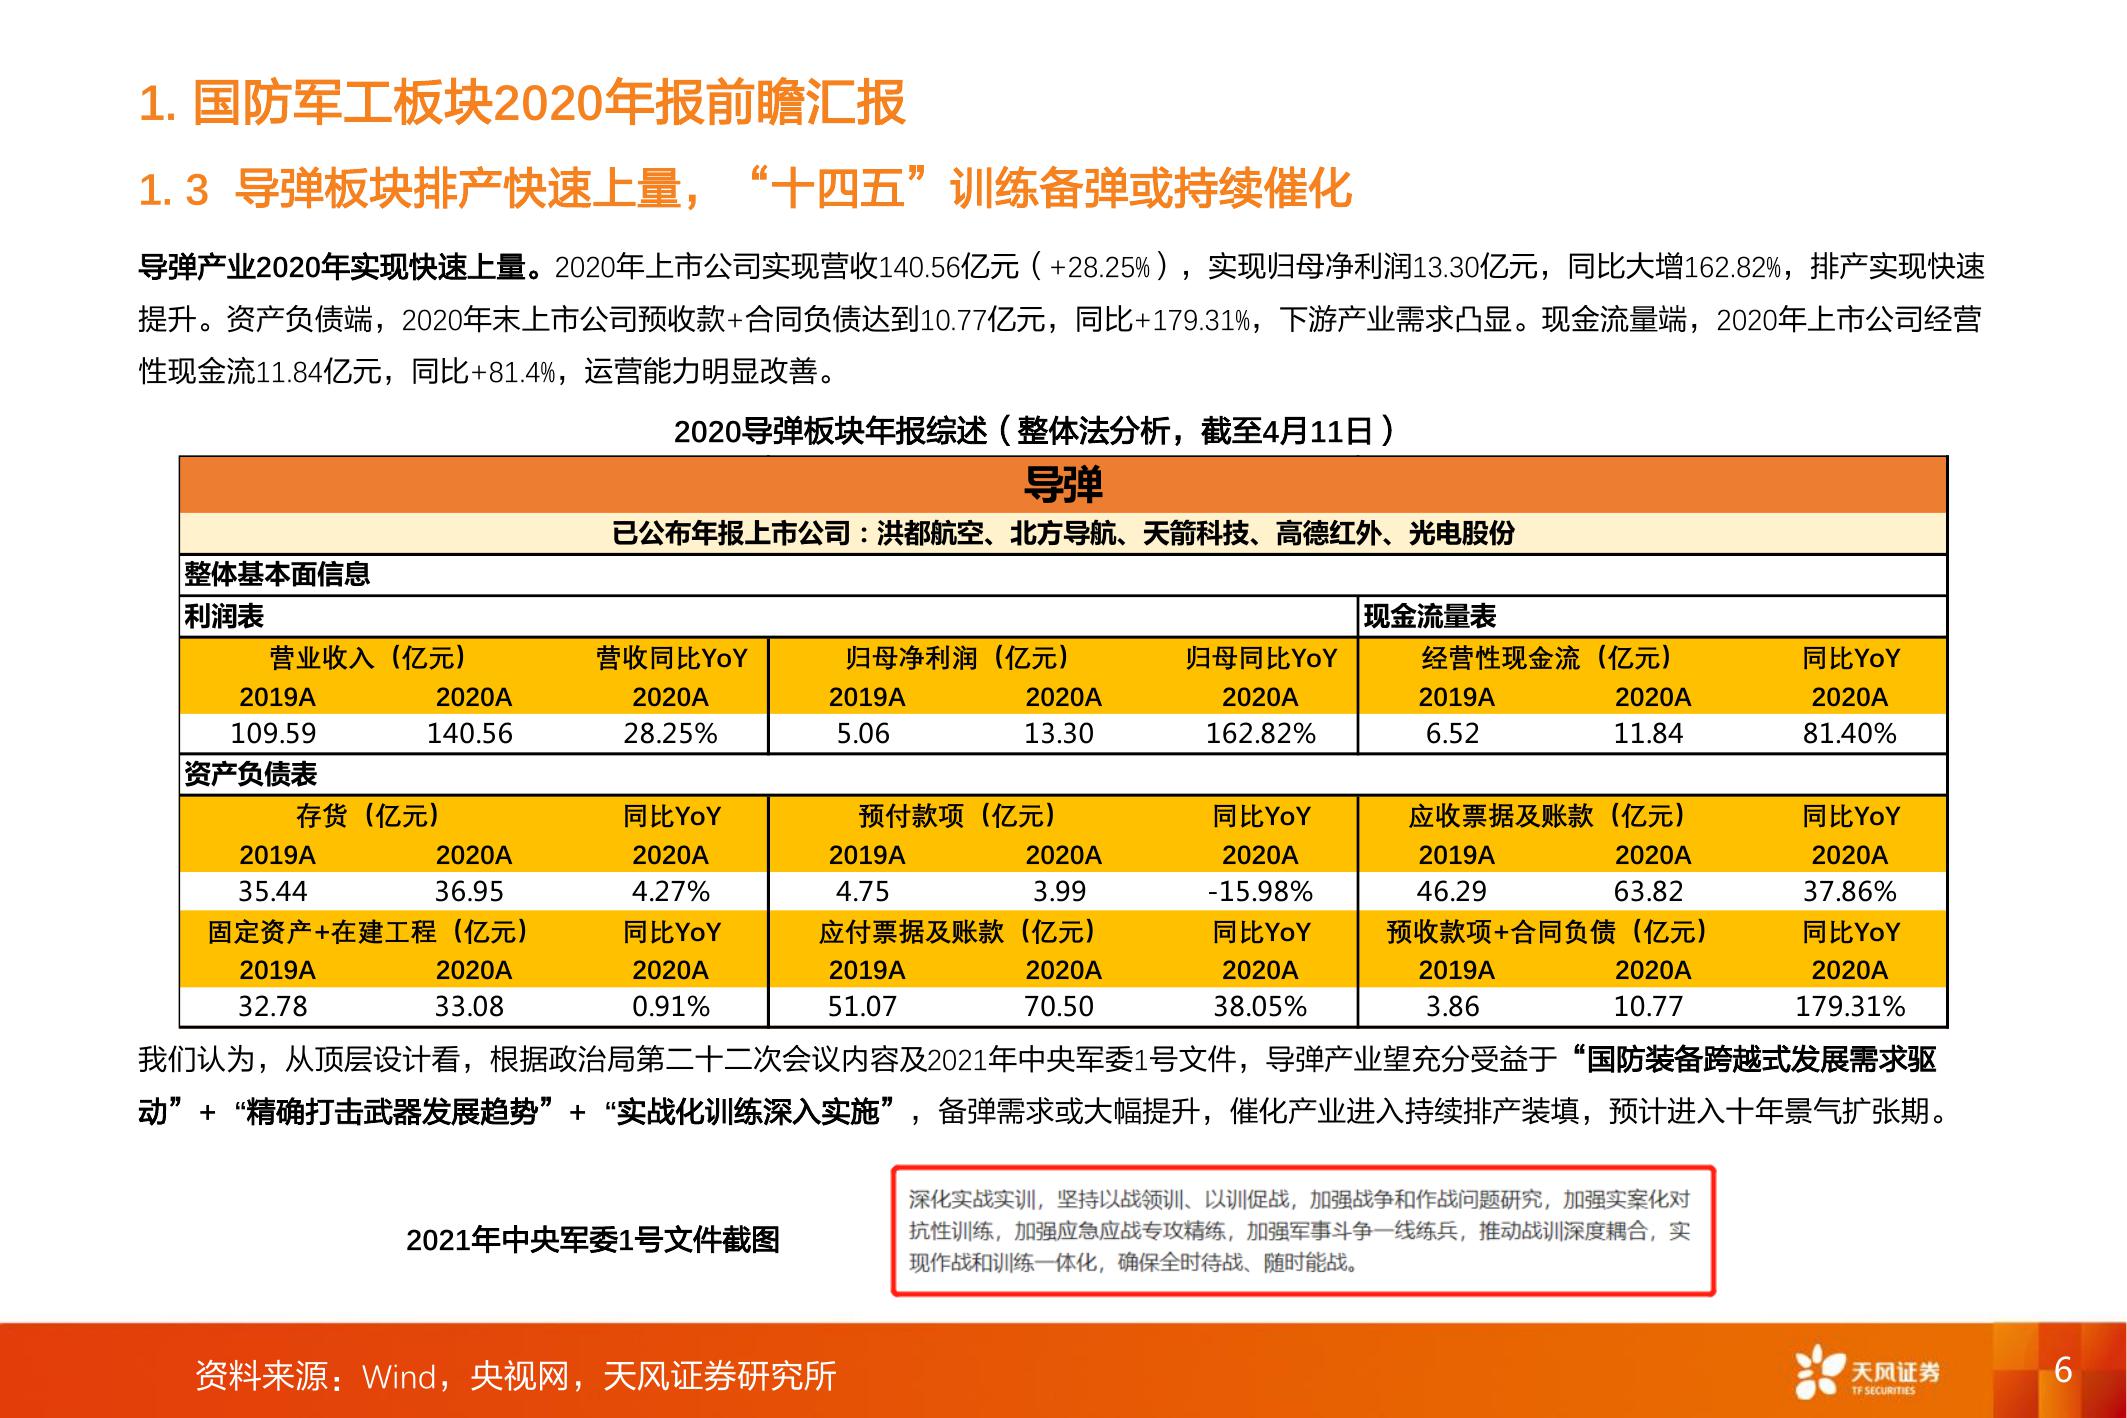 1. 国防军工板块2020年报前瞻汇报
1. 3 导弹板块排产快速上量，“十四五”训练备弹或持续催化
导弹产业2020年实现快速上量。2020年上市公司实现营收140.56亿元（+28.25%），实现归母净利润13.30亿元，同比大增162.82%，排产实现快速
提升。资产负债端，2020年末上市公司预收款+合同负债达到10.77亿元，同比+179.31%，下游产业需求凸显。现金流量端，2020年上市公司经营
性现金流11.84亿元，同比+81.4%，运营能力明显改善。
2020导弹板块年报综述（整体法分析，截至4月11日）
导弹
已公布年报上市公司：洪都航空、北方导航、天箭科技、高德红外、光电股份
整体基本面信息
利润表 现金流量表
营业收入（亿元） 营收同比YoY 归母净利润（亿元） 归母同比YoY 经营性现金流（亿元） 同比YoY
2019A 2020A 2020A 2019A 2020A 2020A 2019A 2020A 2020A
109.59 140.56 28.25% 5.06 13.30 162.82% 6.52 11.84 81.40%
资产负债表
存货（亿元） 同比YoY 预付款项（亿元） 同比YoY 应收票据及账款（亿元） 同比YoY
2019A 2020A 2020A 2019A 2020A 2020A 2019A 2020A 2020A
35.44 36.95 4.27% 4.75 3.99 -15.98% 46.29 63.82 37.86%
固定资产+在建工程（亿元） 同比YoY 应付票据及账款（亿元） 同比YoY 预收款项+合同负债（亿元） 同比YoY
2019A 2020A 2020A 2019A 2020A 2020A 2019A 2020A 2020A
32.78 33.08 0.91% 51.07 70.50 38.05% 3.86 10.77 179.31%
我们认为，从顶层设计看，根据政治局第二十二次会议内容及2021年中央军委1号文件，导弹产业望充分受益于“国防装备跨越式发展需求驱
动”+“精确打击武器发展趋势”+“实战化训练深入实施”，备弹需求或大幅提升，催化产业进入持续排产装填，预计进入十年景气扩张期。
深化实战实训，坚持以战领训、以训促战，加强战争和作战问题研究，加强实案化对
抗性训练，加强应急应战专攻精练，加强军事斗争一线练兵，推动战训深度耦合，实
现作战和训练一体化，确保全时待战、随时能战。
2021年中央军委1号文件截图
资料来源：Wind，央视网，天风证券研究所
天风证券
TF SECURITIES
6